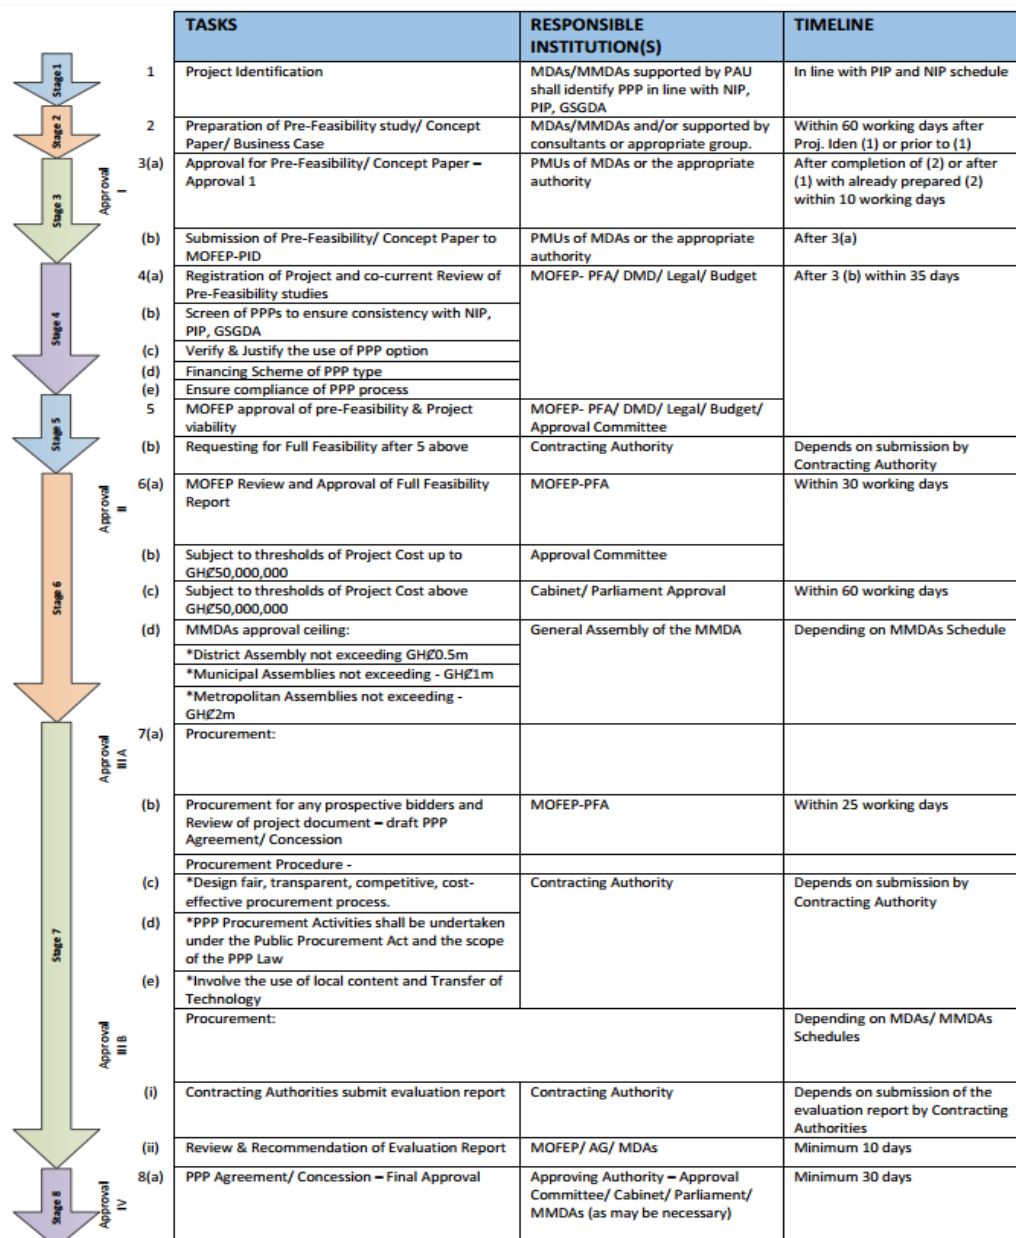 TASKS
RESPONSIBLE
INSTITUTION(S)
TIMELINE
Stage 1
1
Project Identification
MDAs/MMDAs supported by PAU
shall identify PPP in line with NIP,
PIP, GSGDA
In line with PIP and NIP schedule
Stage 2
2
Preparation of Pre-Feasibility study/ Concept
Paper/ Business Case
MDAs/MMDAs and/or supported by
consultants or appropriate group.
Within 60 working days after
Proj. Iden (1) or prior to (1)
Stage 3
Approval
I
3(a)
Approval for Pre-Feasibility/ Concept Paper –
Approval 1
PMUs of MDAs or the appropriate
authority
After completion of (2) or after
(1) with already prepared (2)
within 10 working days
(b)
Submission of Pre-Feasibility/ Concept Paper to
MOFEP-PID
PMUs of MDAs or the appropriate
authority
After 3(a)
Stage 4
4(a)
Registration of Project and co-current Review of
Pre-Feasibility studies
MOFEP- PFA/ DMD/ Legal/ Budget
After 3 (b) within 35 days
(b)
Screen of PPPs to ensure consistency with NIP,
PIP, GSGDA
(c)
Verify & Justify the use of PPP option
(d)
Financing Scheme of PPP type
(e)
Ensure compliance of PPP process
Stage 5
5
MOFEP approval of pre-Feasibility & Project
viability
MOFEP- PFA/ DMD/ Legal/ Budget/
Approval Committee
(b)
Requesting for Full Feasibility after 5 above
Contracting Authority
Depends on submission by
Contracting Authority
Stage 6
Approval
II
6(a)
MOFEP Review and Approval of Full Feasibility
Report
MOFEP-PFA
Within 30 working days
(b)
Subject to thresholds of Project Cost up to
GH₵50,000,000
Approval Committee
(c)
Subject to thresholds of Project Cost above
GH₵50,000,000
Cabinet/ Parliament Approval
Within 60 working days
(d)
MMDAs approval ceiling:
General Assembly of the MMDA
Depending on MMDAs Schedule
*District Assembly not exceeding GH₵0.5m
*Municipal Assemblies not exceeding - GH₵1m
*Metropolitan Assemblies not exceeding -
GH₵2m
Stage 7
Approval
III A
7(a)
Procurement:
(b)
Procurement for any prospective bidders and
Review of project document – draft PPP
Agreement/ Concession
MOFEP-PFA
Within 25 working days
Procurement Procedure -
(c)
*Design fair, transparent, competitive, cost-
effective procurement process.
Contracting Authority
Depends on submission by
Contracting Authority
(d)
*PPP Procurement Activities shall be undertaken
under the Public Procurement Act and the scope
of the PPP Law
(e)
*Involve the use of local content and Transfer of
Technology
Approval
III B
Procurement:
Depending on MDAs/ MMDAs
Schedules
(i)
Contracting Authorities submit evaluation report
Contracting Authority
Depends on submission of the
evaluation report by Contracting
Authorities
(ii)
Review & Recommendation of Evaluation Report
MOFEP/ AG/ MDAs
Minimum 10 days
Stage 8
Approval
IV
8(a)
PPP Agreement/ Concession – Final Approval
Approving Authority – Approval
Committee/ Cabinet/ Parliament/
MMDAs (as may be necessary)
Minimum 30 days